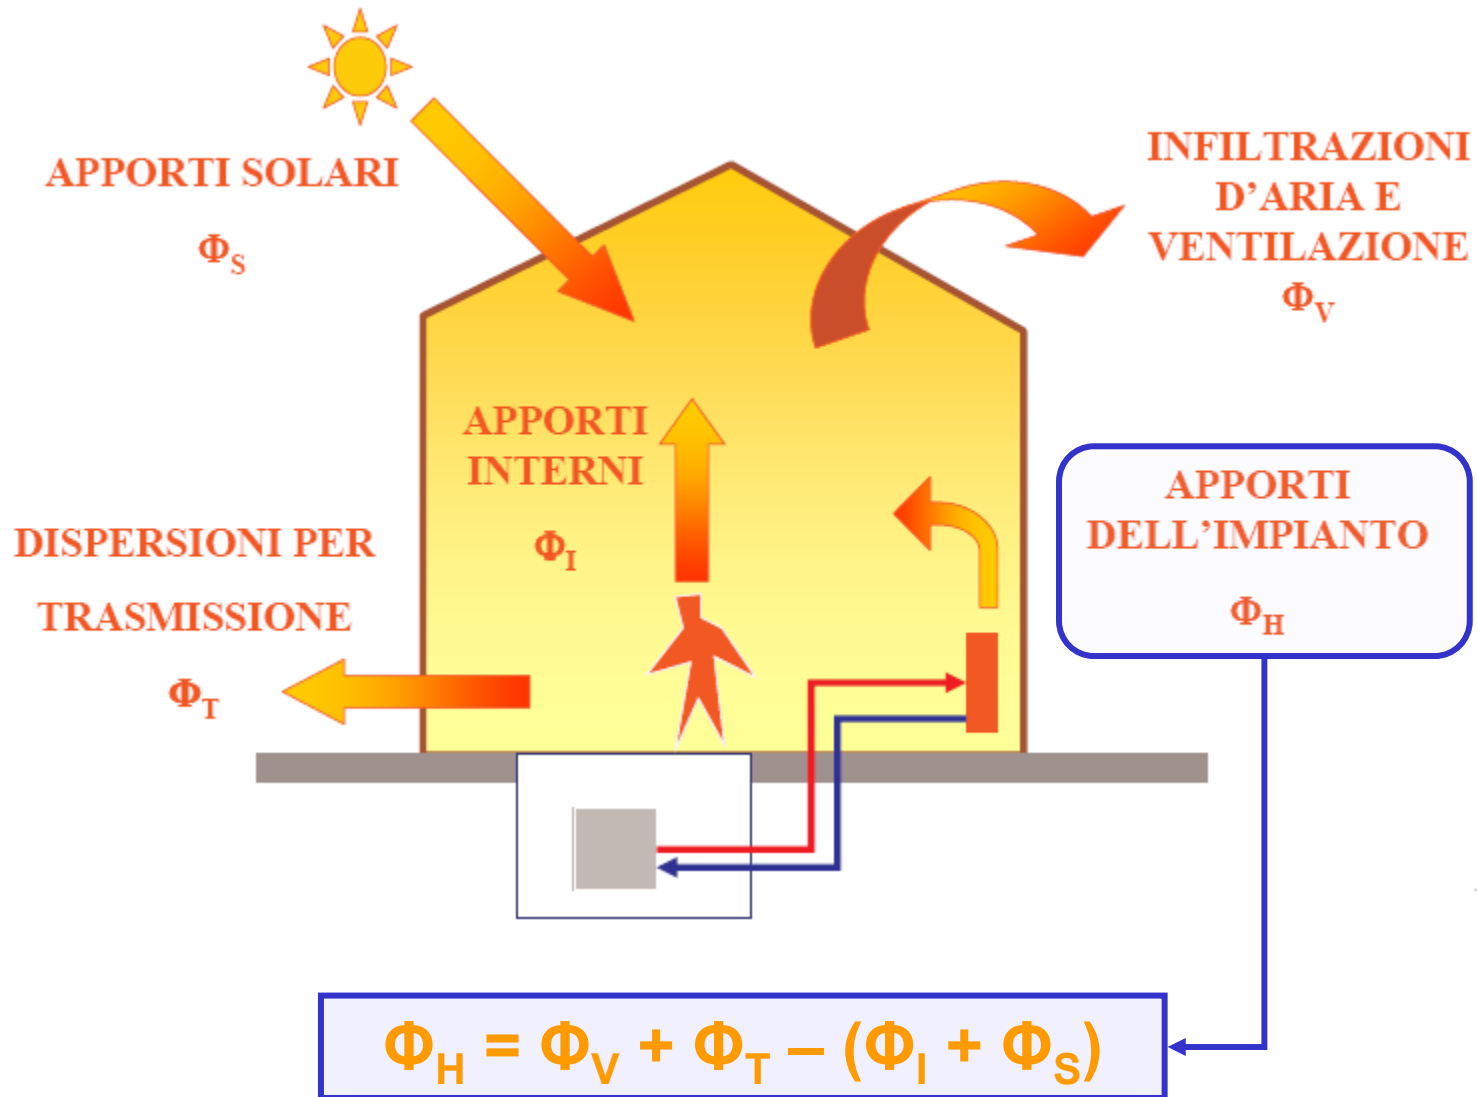 APPORTI SOLARI
ΦS
INFILTRAZIONI
D’ARIA E
VENTILAZIONE
ΦV
APPORTI
INTERNI
ΦI
DISPERSIONI PER
TRASMISSIONE
ΦT
APPORTI
DELL’IMPIANTO
ΦH
ΦH = ΦV + ΦT – (ΦI + ΦS)